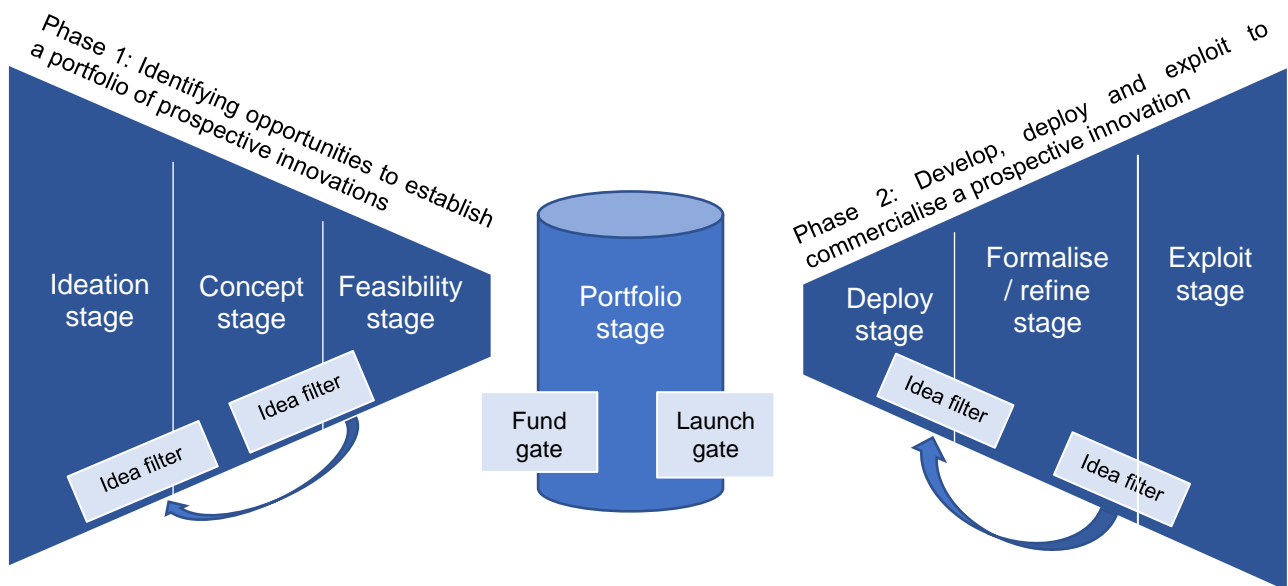 Phase 1: Identifying opportunities to establish
a portfolio of prospective innovations
Ideation
stage
Concept
stage
Feasibility
stage
Idea filter
Idea filter
Portfolio
stage
Fund
gate
Launch
gate
Phase 2: Develop, deploy and exploit to
commercialise a prospective innovation
Deploy
stage
Formalise
/ refine
stage
Exploit
stage
Idea filter
Idea filter